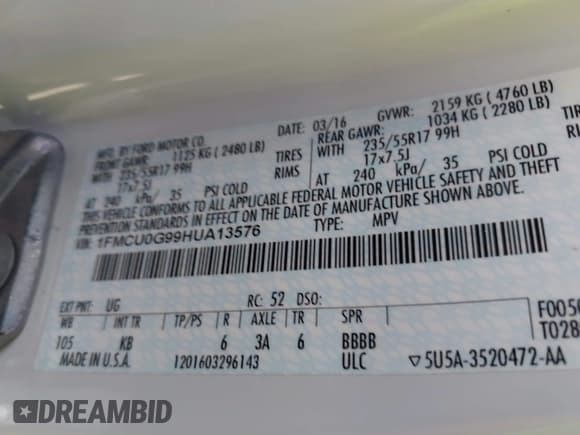 MFD. BY FORD MOTOR CO.
DATE: 03/16 GVWR: 2159 KG ( 4760 LB)
FRONT GAWR: 1125 KG ( 2480 LB) REAR GAWR: 1034 KG ( 2280 LB)
WITH 235/55R17 99H TIRES WITH 235/55R17 99H
17x7.5J RIMS 17x7.5J
AT 240 kPa/ 35 PSI COLD AT 240 kPa/ 35 PSI COLD
THIS VEHICLE CONFORMS TO ALL APPLICABLE FEDERAL MOTOR VEHICLE SAFETY AND THEFT
PREVENTION STANDARDS IN EFFECT ON THE DATE OF MANUFACTURE SHOWN ABOVE.
VIN: 1FMCU0G99HUA13576 TYPE: MPV
EXT PNT: UG RC: 52 DSO:
WB INT TR TP/PS R AXLE TR SPR
105 KB 6 3A 6 BBBB
MADE IN U.S.A. 1201603296143 ULC ▽5U5A-3520472-AA
F005
T028
DREAMBID